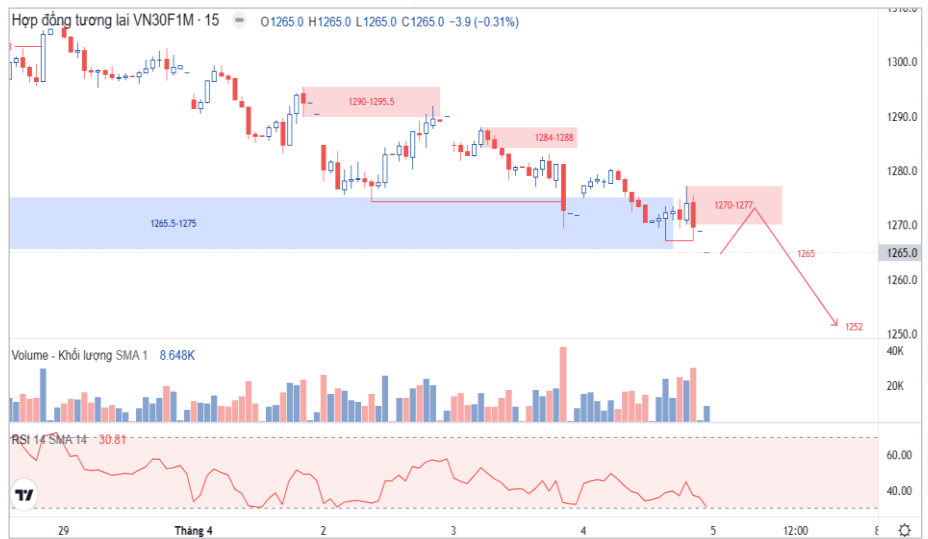 Hợp đồng tương lai VN30F1M · 15 O1265.0 H1265.0 L1265.0 C1265.0 −3.9 (−0.31%)
1300.0
1290-1295.5
1290.0
1284-1288
1280.0
1270-1277
1265.5-1275
1270.0
1265
1265.0
1260.0
1252
1250.0
Volume - Khối lượng SMA 1 8.648K
40K
20K
RSI 14 SMA 14 30.81
60.00
40.00
29 Tháng 4 2 3 4 5 12:00 8